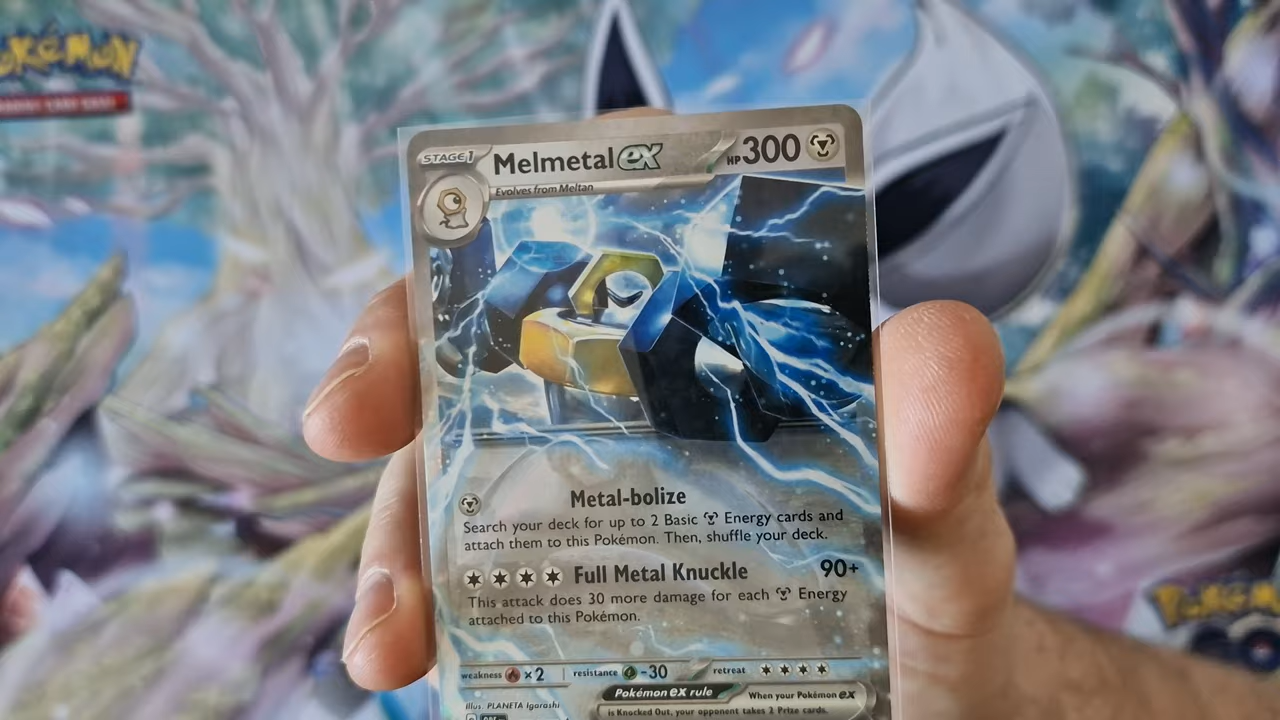 POKÉMON
STAGE 1
Melmetal ex
HP 300
Evolves from Meltan
Metal-bolize
Search your deck for up to 2 Basic Energy cards and
attach them to this Pokémon. Then, shuffle your deck.
Full Metal Knuckle 90+
This attack does 30 more damage for each Energy
attached to this Pokémon.
weakness ×2 resistance -30 retreat
Illus. PLANETA Igarashi
Pokémon ex rule
When your Pokémon ex
is Knocked Out, your opponent takes 2 Prize cards.
POKÉMON
GO